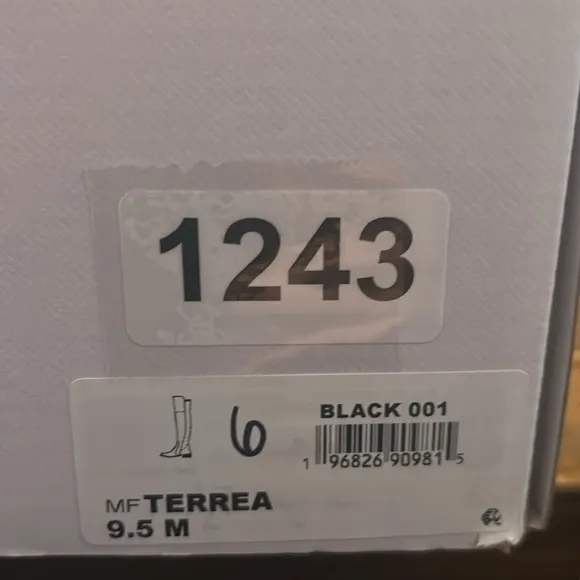 1243
6
BLACK 001
1 96826 90981 5
MF TERREA
9.5 M